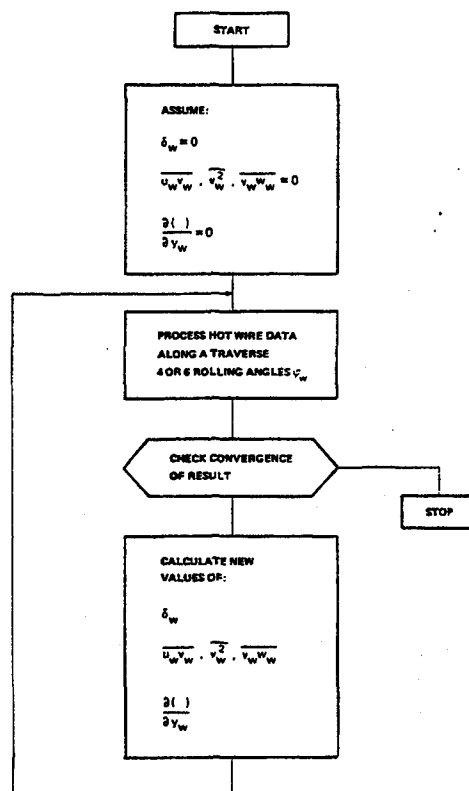 START
ASSUME:
δ_w = 0
\overline{u_w v_w} , \overline{v_w^2} , \overline{v_w w_w} = 0
∂( )/∂y_w = 0
PROCESS HOT WIRE DATA
ALONG A TRAVERSE
4 OR 6 ROLLING ANGLES φ_w
CHECK CONVERGENCE
OF RESULT
STOP
CALCULATE NEW
VALUES OF:
δ_w
\overline{u_w v_w} , \overline{v_w^2} , \overline{v_w w_w}
∂( )/∂y_w